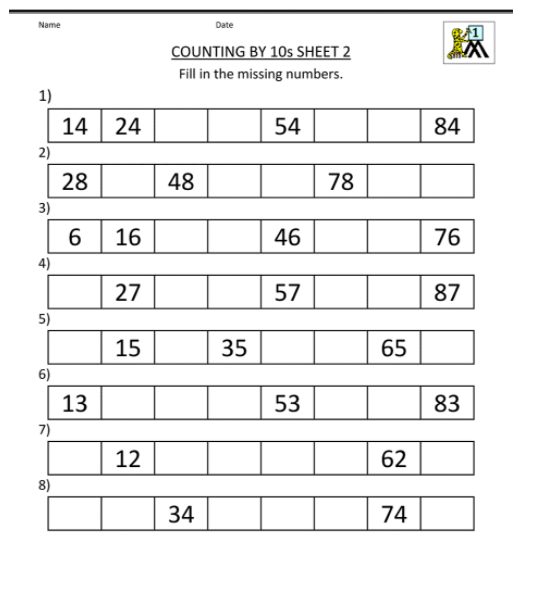 Name Date
1
COUNTING BY 10s SHEET 2
Fill in the missing numbers.
1)
14 24 54 84
2)
28 48 78
3)
6 16 46 76
4)
27 57 87
5)
15 35 65
6)
13 53 83
7)
12 62
8)
34 74